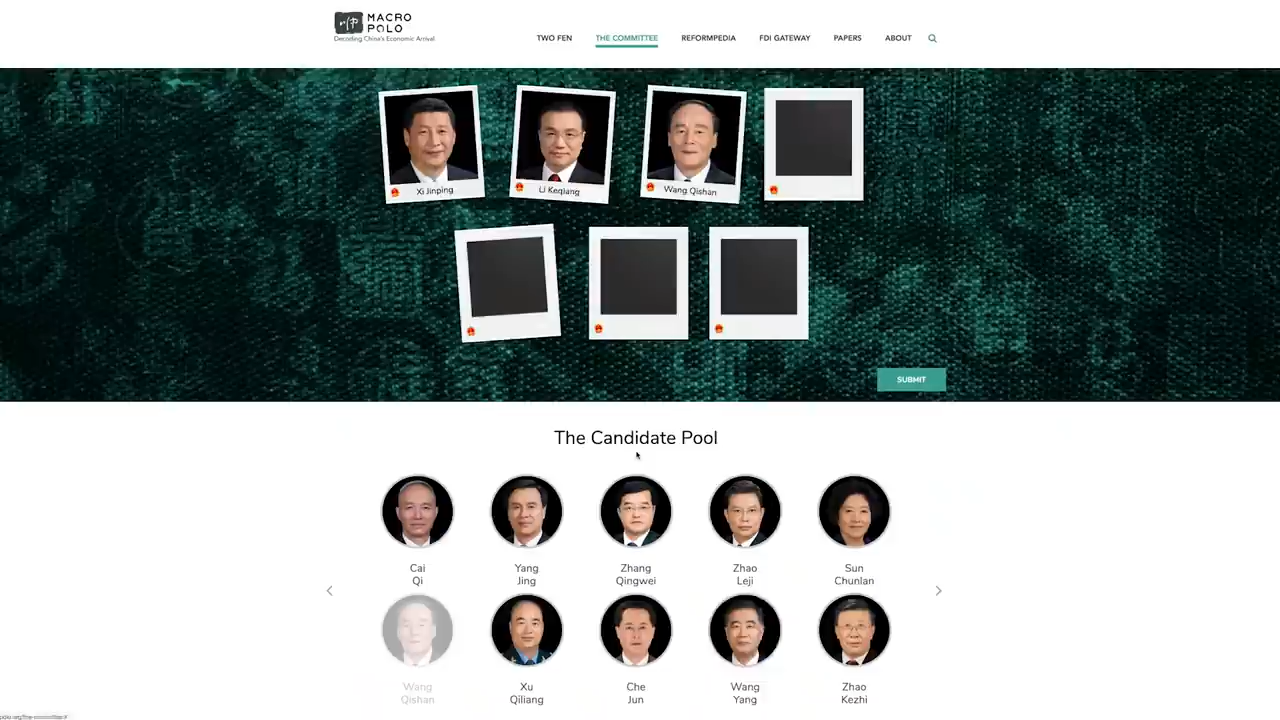 MACRO
POLO
Decoding China's Economic Arrival
TWO FEN
THE COMMITTEE
REFORMPEDIA
FDI GATEWAY
PAPERS
ABOUT
Xi Jinping
Li Keqiang
Wang Qishan
SUBMIT
The Candidate Pool
Cai
Qi
Yang
Jing
Zhang
Qingwei
Zhao
Leji
Sun
Chunlan
Wang
Qishan
Xu
Qiliang
Che
Jun
Wang
Yang
Zhao
Kezhi